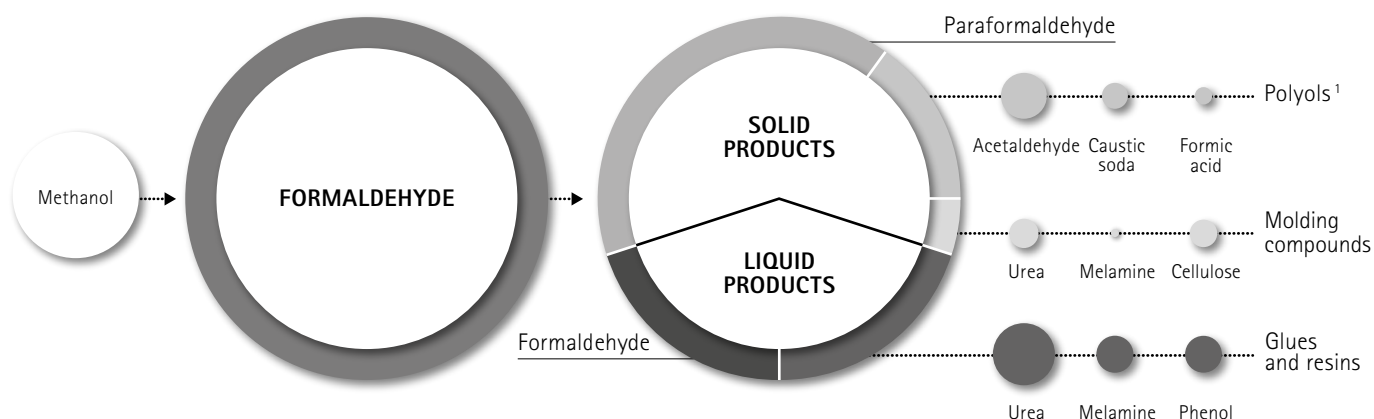 Paraformaldehyde
Polyols ¹
SOLID
PRODUCTS
Acetaldehyde
Caustic
soda
Formic
acid
Methanol
FORMALDEHYDE
Molding
compounds
LIQUID
PRODUCTS
Urea
Melamine
Cellulose
Formaldehyde
Glues
and resins
Urea
Melamine
Phenol